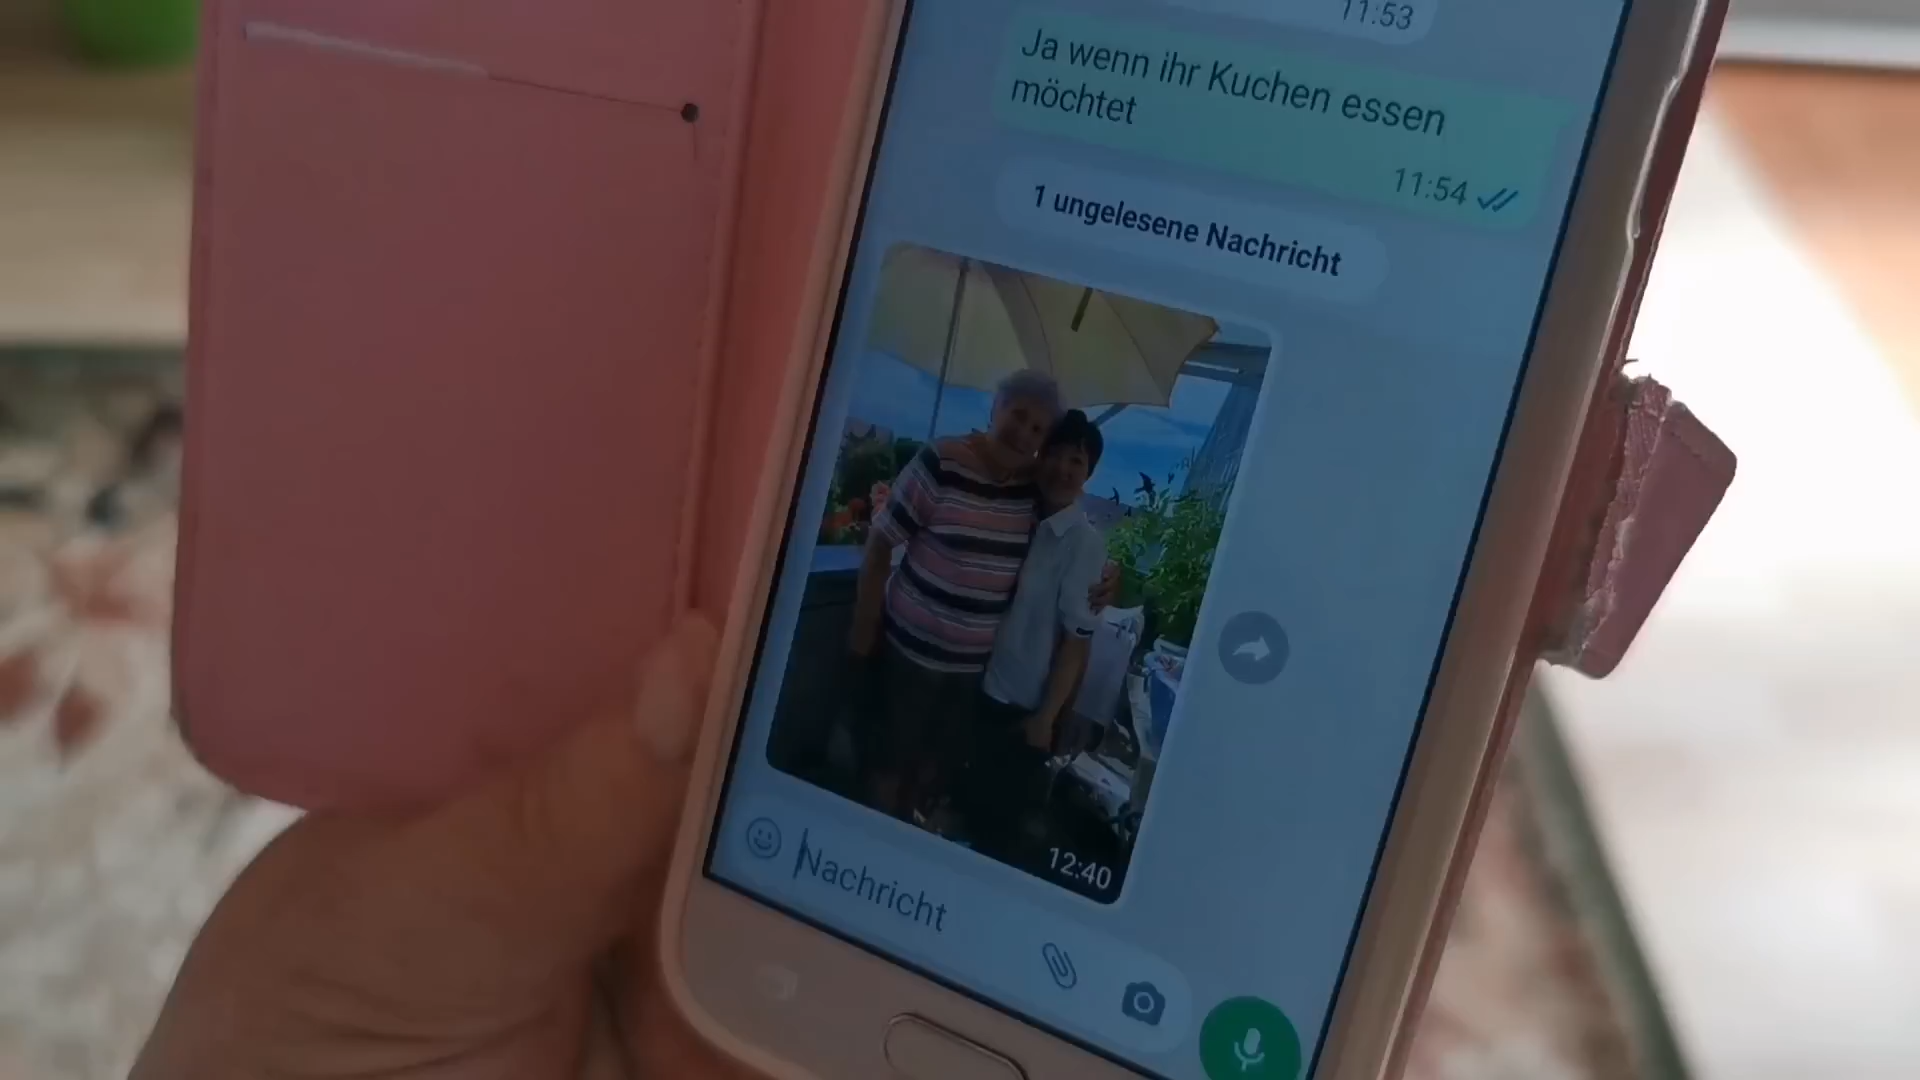 11:53
Ja wenn ihr Kuchen essen
möchtet
11:54
1 ungelesene Nachricht
12:40
Nachricht